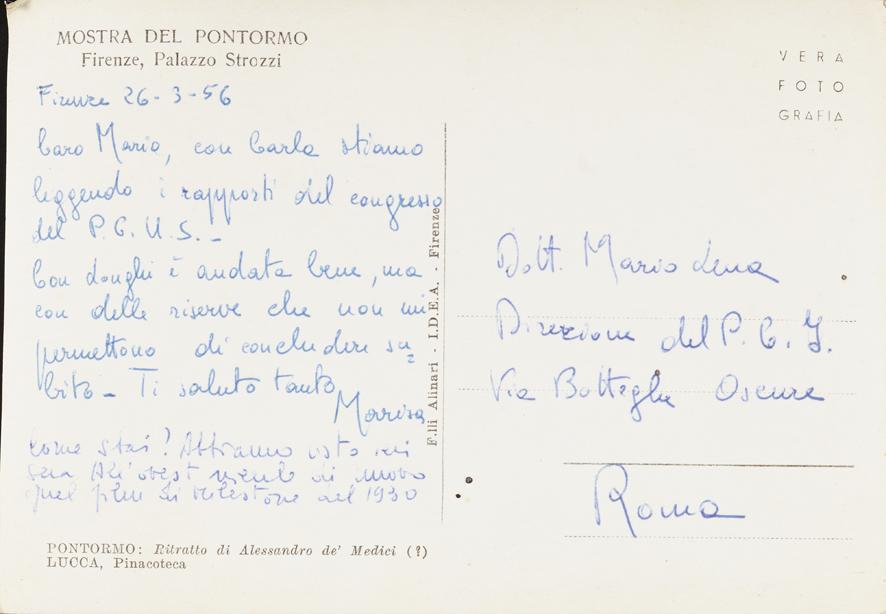 MOSTRA DEL PONTORMO
Firenze, Palazzo Strozzi
Firenze 26-3-56
Caro Mario, con Carla stiamo
leggendo i rapporti del congresso
del P.C.U.S. -
Con Longhi è andata bene, ma
con delle riserve che non mi
permettono di concludere su=
bito - Ti saluto tanto
Marisa
come stai? Abbiamo visto ieri
sera All'ovest niente di nuovo
quel film di Milestone del 1930
PONTORMO: Ritratto di Alessandro de' Medici (?)
LUCCA, Pinacoteca
F.lli Alinari - I.D.E.A. - Firenze
VERA
FOTO
GRAFIA
Dott. Mario Lena
Direzione del P.C.I.
Via Botteghe Oscure
Roma